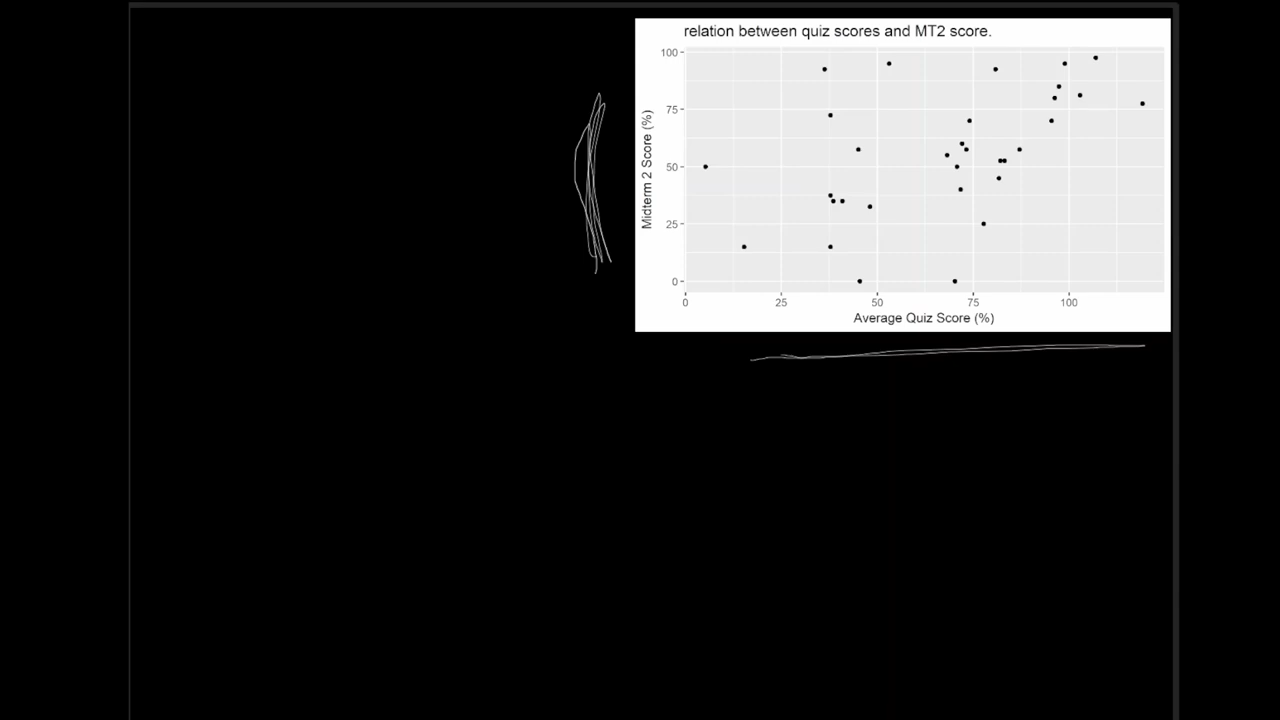 relation between quiz scores and MT2 score.
100
75
50
25
0
Midterm 2 Score (%)
0 25 50 75 100
Average Quiz Score (%)